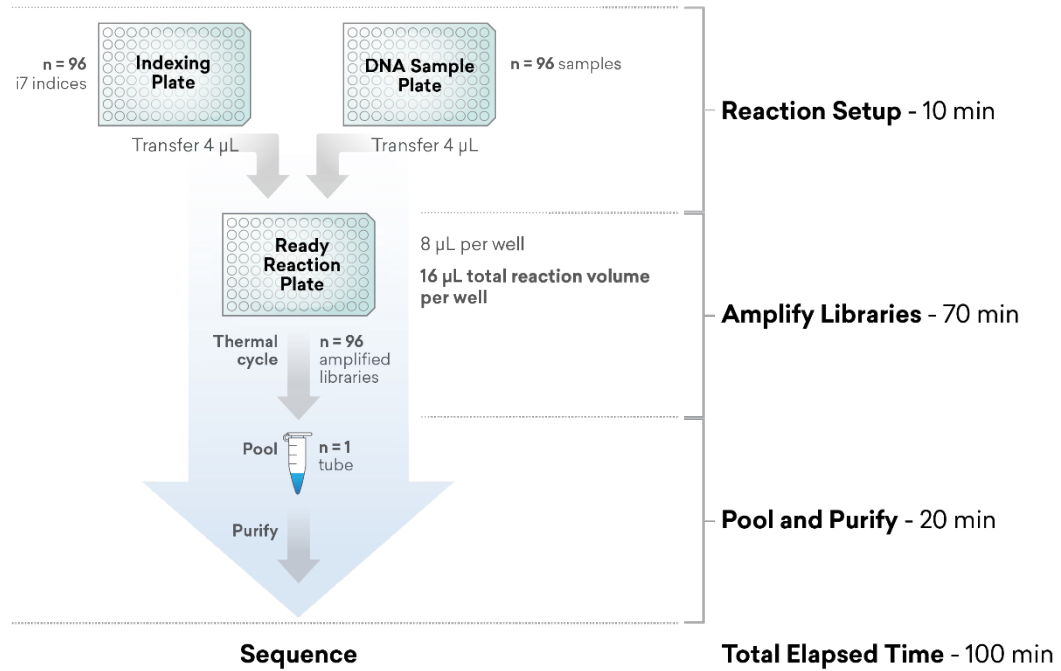 n = 96
i7 indices
Indexing
Plate
DNA Sample
Plate
n = 96 samples
Transfer 4 µL
Transfer 4 µL
Reaction Setup - 10 min
Ready
Reaction
Plate
8 µL per well
16 µL total reaction volume
per well
Amplify Libraries - 70 min
Thermal
cycle
n = 96
amplified
libraries
Pool
n = 1
tube
Purify
Pool and Purify - 20 min
Sequence
Total Elapsed Time - 100 min